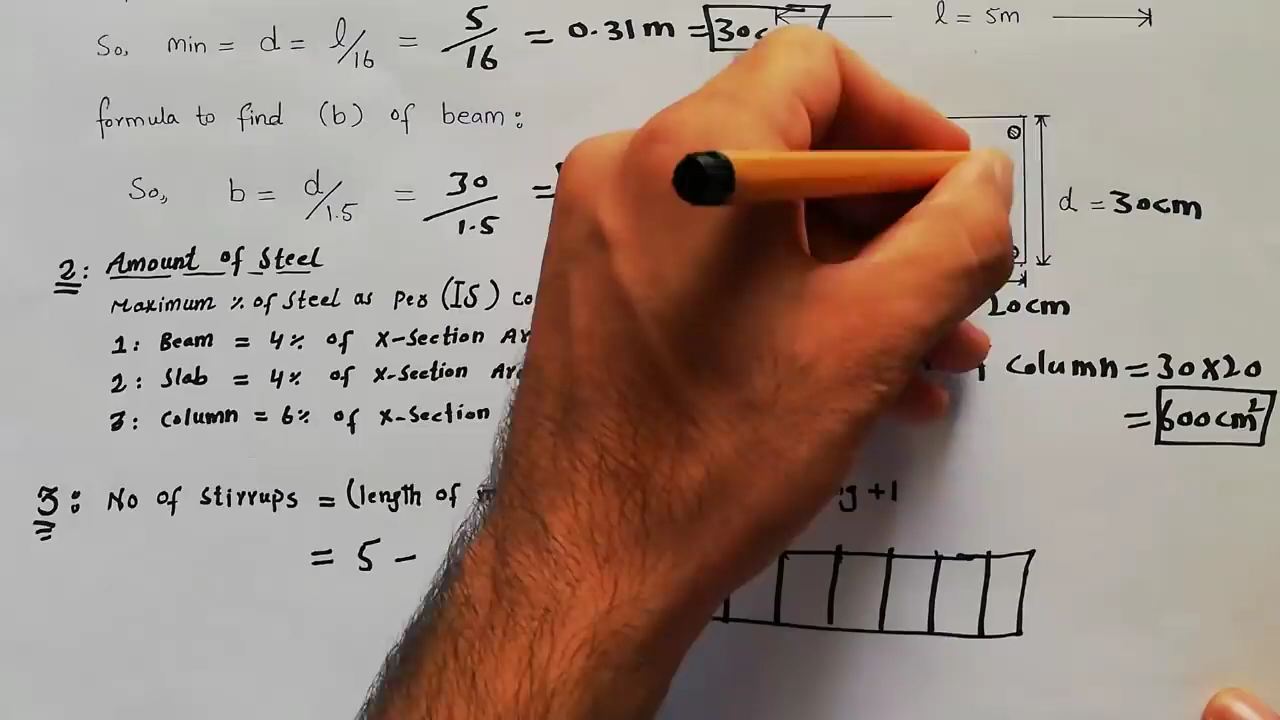 So, min = d = l/16 = 5/16 = 0.31m =
l = 5m
formula to find (b) of beam:
So, b = d/1.5 = 30/1.5 =
d = 30cm
20cm
2: Amount of Steel
Maximum % of Steel as Per (IS)
1: Beam = 4% of X-Section
2: Slab = 4% of X-Section
3: Column = 6% of X-Section
Column = 30x20
= 600cm²
3: No of Stirrups = (length of
+1
= 5 -